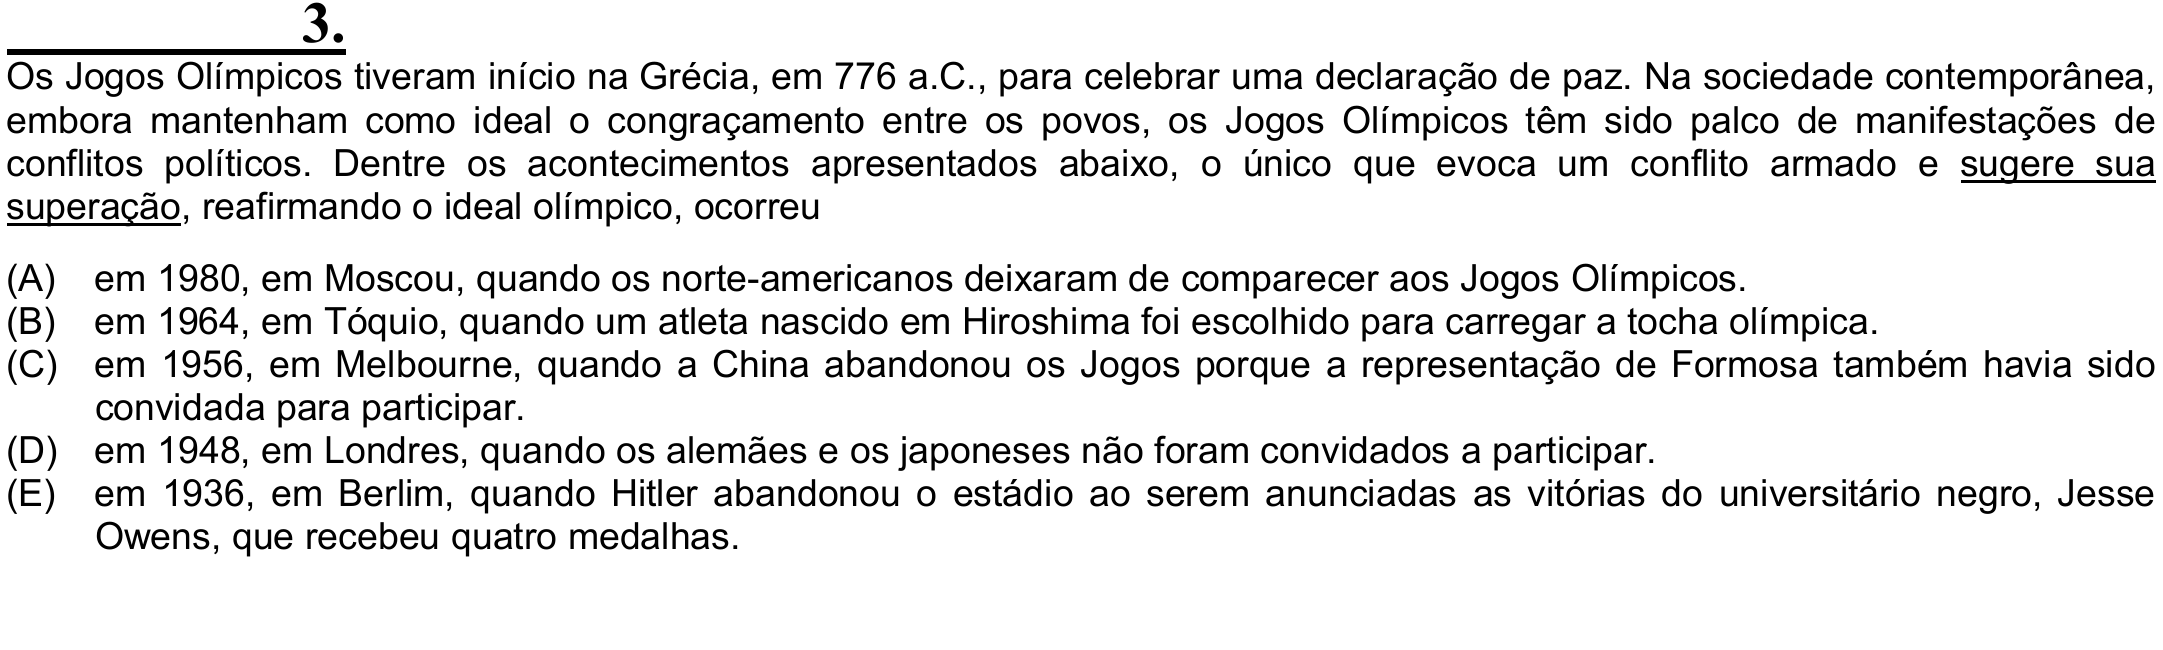 3.
Os Jogos Olímpicos tiveram início na Grécia, em 776 a.C., para celebrar uma declaração de paz. Na sociedade contemporânea,
embora mantenham como ideal o congraçamento entre os povos, os Jogos Olímpicos têm sido palco de manifestações de
conflitos políticos. Dentre os acontecimentos apresentados abaixo, o único que evoca um conflito armado e sugere sua
superação, reafirmando o ideal olímpico, ocorreu
(A) em 1980, em Moscou, quando os norte-americanos deixaram de comparecer aos Jogos Olímpicos.
(B) em 1964, em Tóquio, quando um atleta nascido em Hiroshima foi escolhido para carregar a tocha olímpica.
(C) em 1956, em Melbourne, quando a China abandonou os Jogos porque a representação de Formosa também havia sido
convidada para participar.
(D) em 1948, em Londres, quando os alemães e os japoneses não foram convidados a participar.
(E) em 1936, em Berlim, quando Hitler abandonou o estádio ao serem anunciadas as vitórias do universitário negro, Jesse
Owens, que recebeu quatro medalhas.